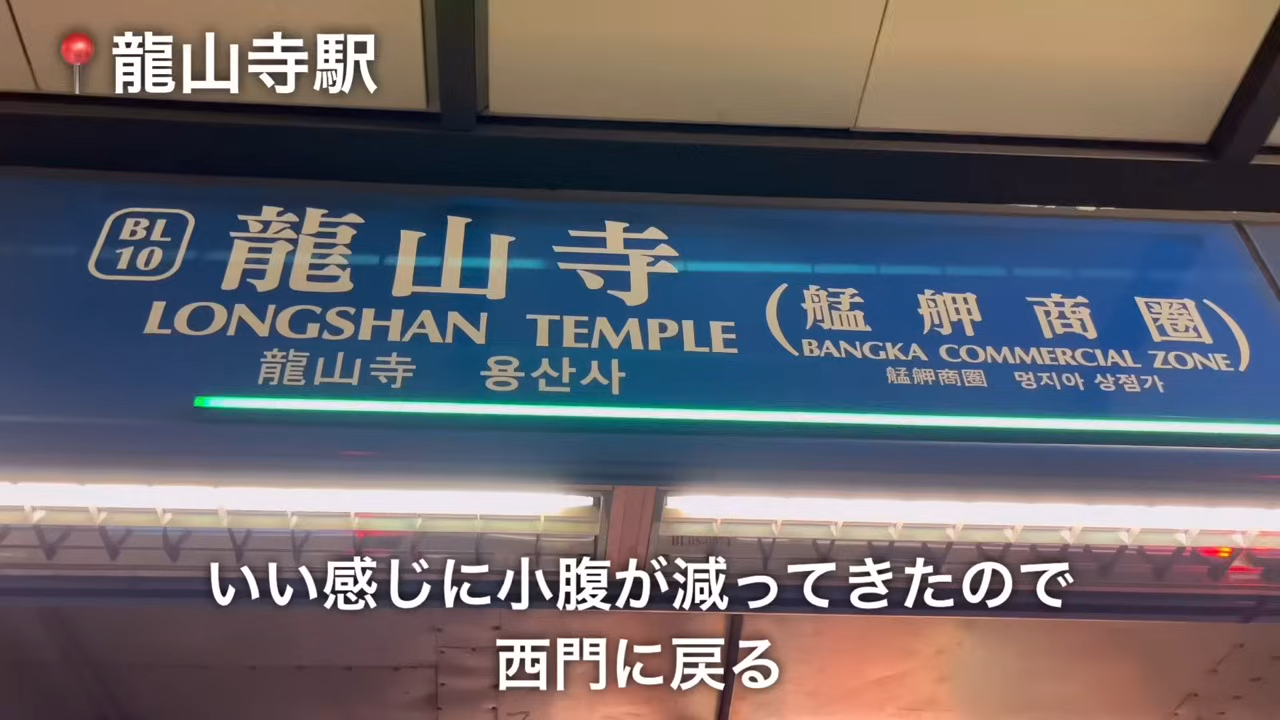 龍山寺駅
BL
10
龍山寺
LONGSHAN TEMPLE
龍山寺 용산사
(艋舺商圈)
BANGKA COMMERCIAL ZONE
艋舺商圏 멍지아 상점가
いい感じに小腹が減ってきたので
西門に戻る